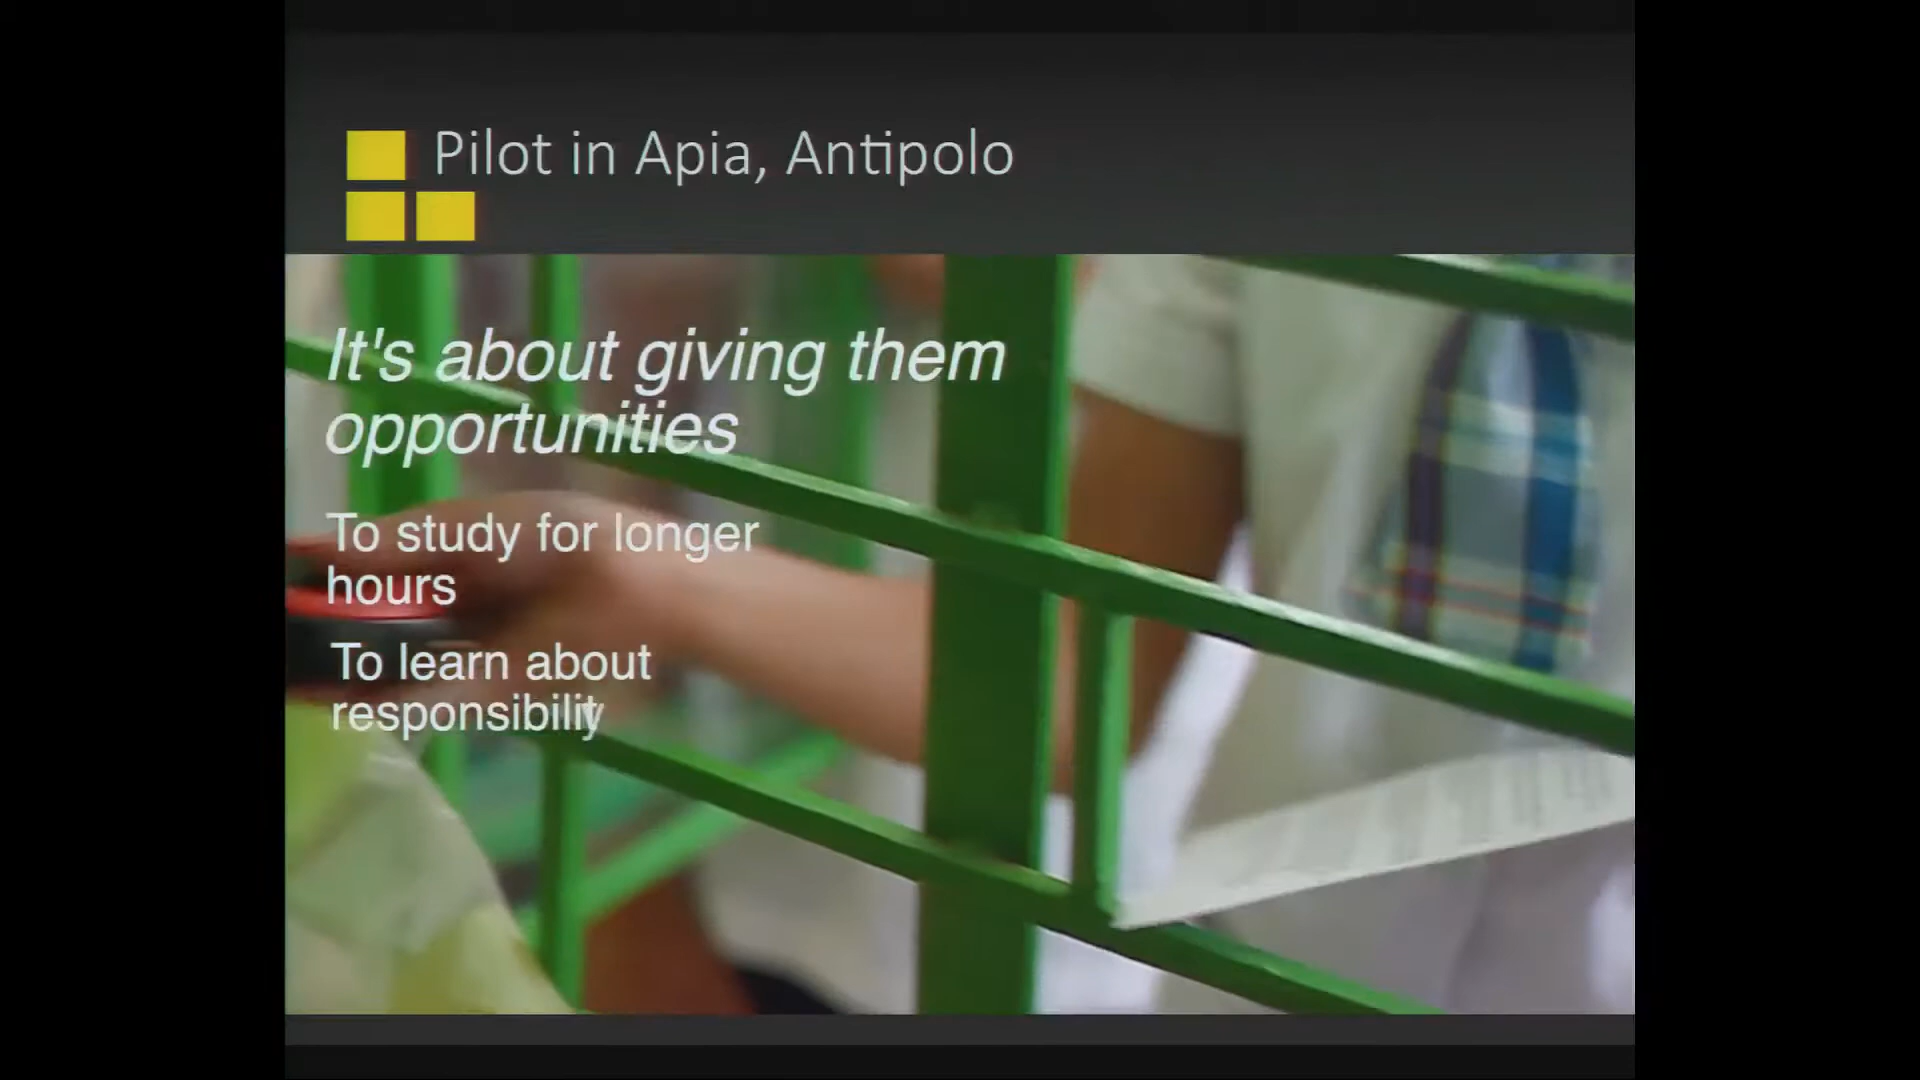 Pilot in Apia, Antipolo
It's about giving them
opportunities
To study for longer
hours
To learn about
responsibility